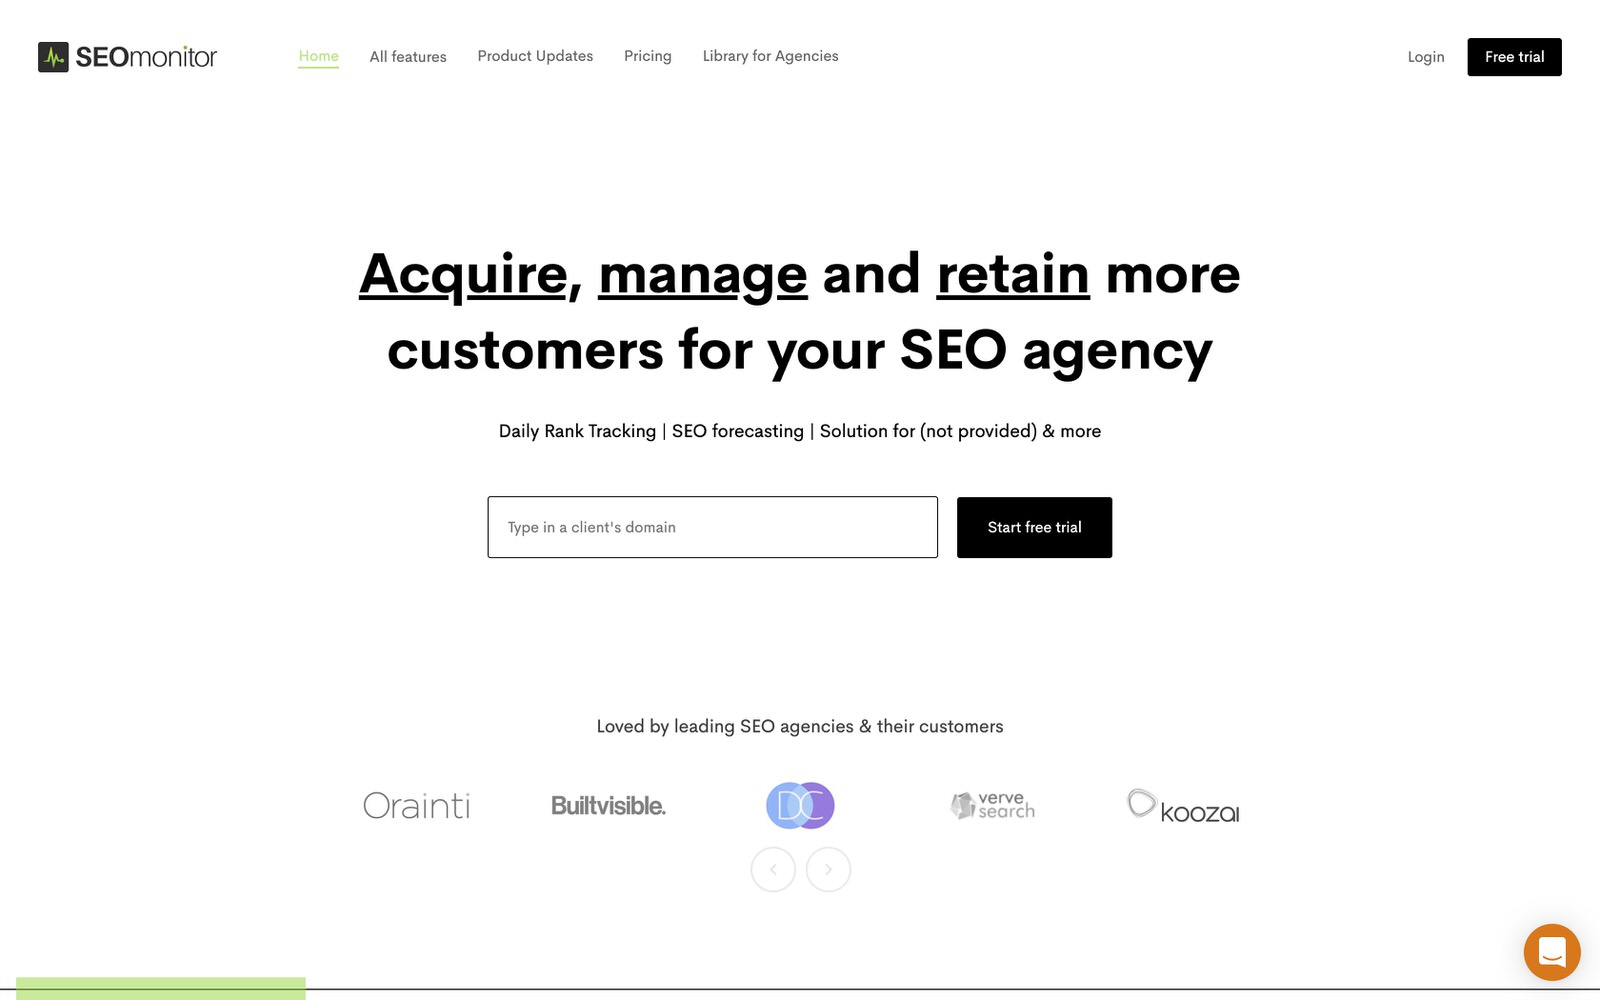 SEOmonitor
Home
All features
Product Updates
Pricing
Library for Agencies
Login
Free trial
Acquire, manage and retain more
customers for your SEO agency
Daily Rank Tracking | SEO forecasting | Solution for (not provided) & more
Type in a client's domain
Start free trial
Loved by leading SEO agencies & their customers
Orainti
Builtvisible.
DC
verve
search
koozai